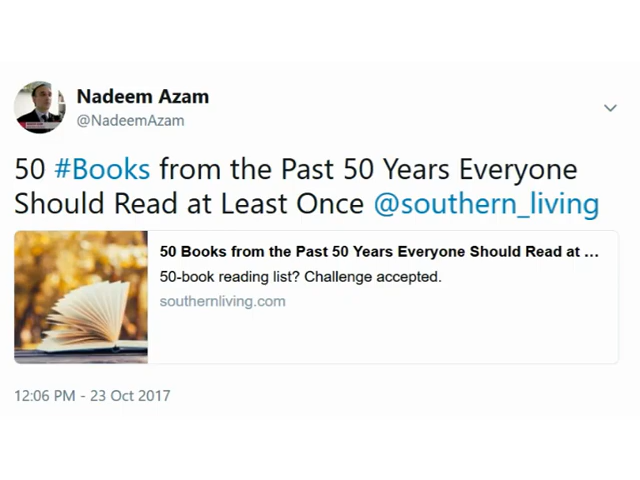 Nadeem Azam
@NadeemAzam
50 #Books from the Past 50 Years Everyone
Should Read at Least Once @southern_living
50 Books from the Past 50 Years Everyone Should Read at ...
50-book reading list? Challenge accepted.
southernliving.com
12:06 PM - 23 Oct 2017